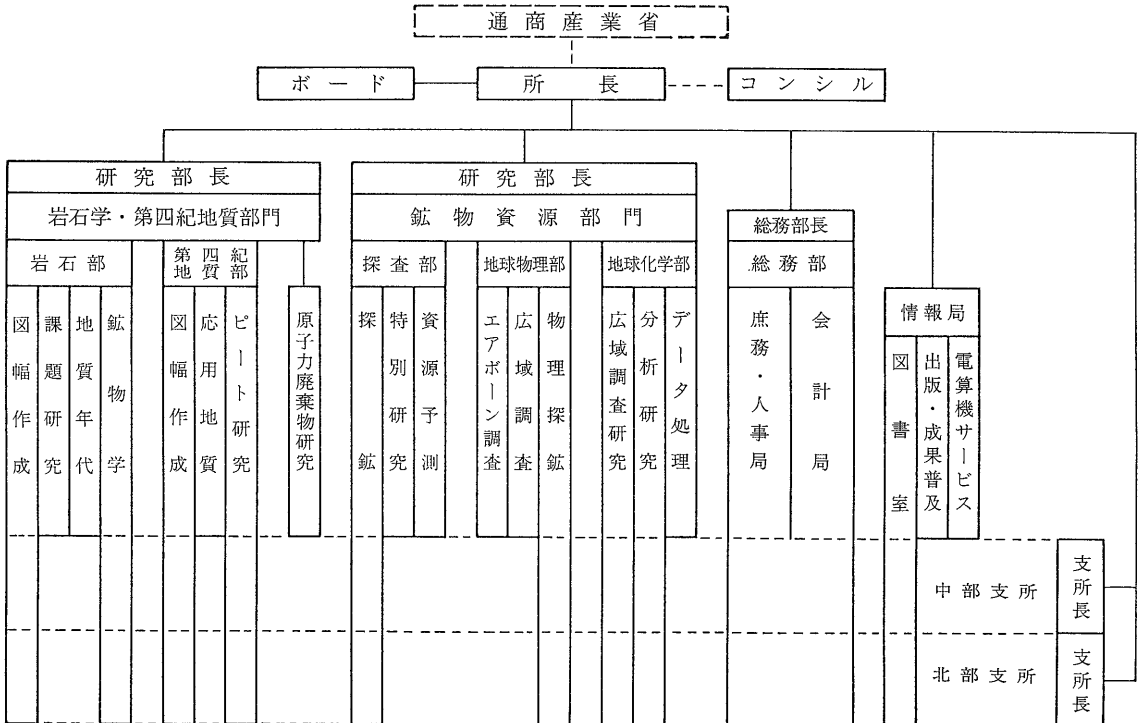 通商産業省
ボード
所長
コンシル
研究部長
岩石学・第四紀地質部門
岩石部
図幅作成
課題研究
地質年代
鉱物学
第四紀
地質部
図幅作成
応用地質
ピート研究
原子力廃棄物研究
研究部長
鉱物資源部門
探査部
探鉱
特別研究
資源予測
地球物理部
エアボーン調査
広域調査
物理探鉱
地球化学部
広域調査研究
分析研究
データ処理
総務部長
総務部
庶務・人事局
会計局
情報局
図書室
出版・成果普及
電算機サービス
中部支所
支所長
北部支所
支所長